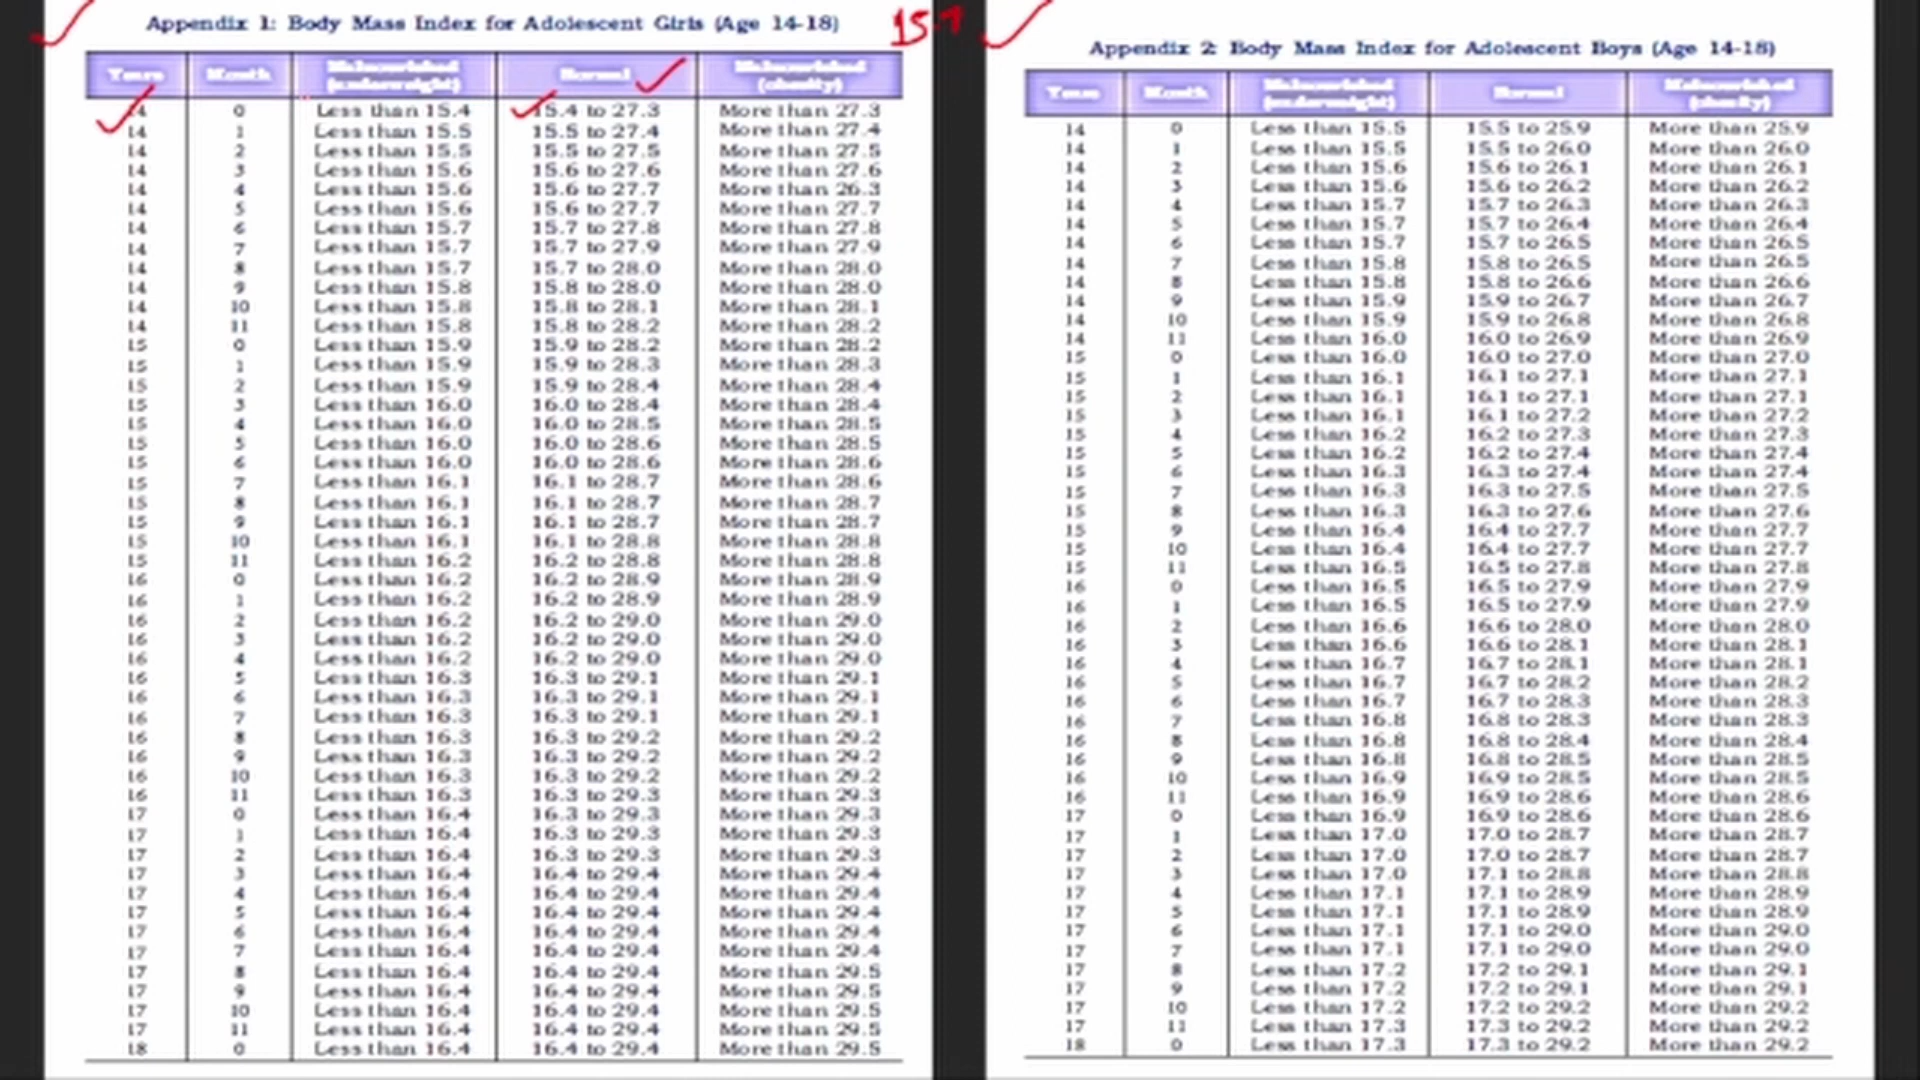 Appendix 1: Body Mass Index for Adolescent Girls (Age 14-18)
Years Month Malnourished (underweight) Normal Malnourished (obesity)
14 0 Less than 15.4 15.4 to 27.3 More than 27.3
14 1 Less than 15.5 15.5 to 27.4 More than 27.4
14 2 Less than 15.5 15.5 to 27.5 More than 27.5
14 3 Less than 15.6 15.6 to 27.6 More than 27.6
14 4 Less than 15.6 15.6 to 27.7 More than 26.3
14 5 Less than 15.6 15.6 to 27.7 More than 27.7
14 6 Less than 15.7 15.7 to 27.8 More than 27.8
14 7 Less than 15.7 15.7 to 27.9 More than 27.9
14 8 Less than 15.7 15.7 to 28.0 More than 28.0
14 9 Less than 15.8 15.8 to 28.0 More than 28.0
14 10 Less than 15.8 15.8 to 28.1 More than 28.1
14 11 Less than 15.8 15.8 to 28.2 More than 28.2
15 0 Less than 15.9 15.9 to 28.2 More than 28.2
15 1 Less than 15.9 15.9 to 28.3 More than 28.3
15 2 Less than 15.9 15.9 to 28.4 More than 28.4
15 3 Less than 16.0 16.0 to 28.4 More than 28.4
15 4 Less than 16.0 16.0 to 28.5 More than 28.5
15 5 Less than 16.0 16.0 to 28.6 More than 28.5
15 6 Less than 16.0 16.0 to 28.6 More than 28.6
15 7 Less than 16.1 16.1 to 28.7 More than 28.6
15 8 Less than 16.1 16.1 to 28.7 More than 28.7
15 9 Less than 16.1 16.1 to 28.7 More than 28.7
15 10 Less than 16.1 16.1 to 28.8 More than 28.8
15 11 Less than 16.2 16.2 to 28.8 More than 28.8
16 0 Less than 16.2 16.2 to 28.9 More than 28.9
16 1 Less than 16.2 16.2 to 28.9 More than 28.9
16 2 Less than 16.2 16.2 to 29.0 More than 29.0
16 3 Less than 16.2 16.2 to 29.0 More than 29.0
16 4 Less than 16.2 16.2 to 29.0 More than 29.0
16 5 Less than 16.3 16.3 to 29.1 More than 29.1
16 6 Less than 16.3 16.3 to 29.1 More than 29.1
16 7 Less than 16.3 16.3 to 29.1 More than 29.1
16 8 Less than 16.3 16.3 to 29.2 More than 29.2
16 9 Less than 16.3 16.3 to 29.2 More than 29.2
16 10 Less than 16.3 16.3 to 29.2 More than 29.2
16 11 Less than 16.3 16.3 to 29.3 More than 29.3
17 0 Less than 16.4 16.3 to 29.3 More than 29.3
17 1 Less than 16.4 16.3 to 29.3 More than 29.3
17 2 Less than 16.4 16.3 to 29.3 More than 29.3
17 3 Less than 16.4 16.4 to 29.4 More than 29.4
17 4 Less than 16.4 16.4 to 29.4 More than 29.4
17 5 Less than 16.4 16.4 to 29.4 More than 29.4
17 6 Less than 16.4 16.4 to 29.4 More than 29.4
17 7 Less than 16.4 16.4 to 29.4 More than 29.4
17 8 Less than 16.4 16.4 to 29.4 More than 29.5
17 9 Less than 16.4 16.4 to 29.4 More than 29.5
17 10 Less than 16.4 16.4 to 29.4 More than 29.5
17 11 Less than 16.4 16.4 to 29.4 More than 29.5
18 0 Less than 16.4 16.4 to 29.4 More than 29.5
Appendix 2: Body Mass Index for Adolescent Boys (Age 14-18)
Years Month Malnourished (underweight) Normal Malnourished (obesity)
14 0 Less than 15.5 15.5 to 25.9 More than 25.9
14 1 Less than 15.5 15.5 to 26.0 More than 26.0
14 2 Less than 15.6 15.6 to 26.1 More than 26.1
14 3 Less than 15.6 15.6 to 26.2 More than 26.2
14 4 Less than 15.7 15.7 to 26.3 More than 26.3
14 5 Less than 15.7 15.7 to 26.4 More than 26.4
14 6 Less than 15.7 15.7 to 26.5 More than 26.5
14 7 Less than 15.8 15.8 to 26.5 More than 26.5
14 8 Less than 15.8 15.8 to 26.6 More than 26.6
14 9 Less than 15.9 15.9 to 26.7 More than 26.7
14 10 Less than 15.9 15.9 to 26.8 More than 26.8
14 11 Less than 16.0 16.0 to 26.9 More than 26.9
15 0 Less than 16.0 16.0 to 27.0 More than 27.0
15 1 Less than 16.1 16.1 to 27.1 More than 27.1
15 2 Less than 16.1 16.1 to 27.1 More than 27.1
15 3 Less than 16.1 16.1 to 27.2 More than 27.2
15 4 Less than 16.2 16.2 to 27.3 More than 27.3
15 5 Less than 16.2 16.2 to 27.4 More than 27.4
15 6 Less than 16.3 16.3 to 27.4 More than 27.4
15 7 Less than 16.3 16.3 to 27.5 More than 27.5
15 8 Less than 16.3 16.3 to 27.6 More than 27.6
15 9 Less than 16.4 16.4 to 27.7 More than 27.7
15 10 Less than 16.4 16.4 to 27.7 More than 27.7
15 11 Less than 16.5 16.5 to 27.8 More than 27.8
16 0 Less than 16.5 16.5 to 27.9 More than 27.9
16 1 Less than 16.5 16.5 to 27.9 More than 27.9
16 2 Less than 16.6 16.6 to 28.0 More than 28.0
16 3 Less than 16.6 16.6 to 28.1 More than 28.1
16 4 Less than 16.7 16.7 to 28.1 More than 28.1
16 5 Less than 16.7 16.7 to 28.2 More than 28.2
16 6 Less than 16.7 16.7 to 28.3 More than 28.3
16 7 Less than 16.8 16.8 to 28.3 More than 28.3
16 8 Less than 16.8 16.8 to 28.4 More than 28.4
16 9 Less than 16.8 16.8 to 28.5 More than 28.5
16 10 Less than 16.9 16.9 to 28.5 More than 28.5
16 11 Less than 16.9 16.9 to 28.6 More than 28.6
17 0 Less than 16.9 16.9 to 28.6 More than 28.6
17 1 Less than 17.0 17.0 to 28.7 More than 28.7
17 2 Less than 17.0 17.0 to 28.7 More than 28.7
17 3 Less than 17.0 17.1 to 28.8 More than 28.8
17 4 Less than 17.1 17.1 to 28.9 More than 28.9
17 5 Less than 17.1 17.1 to 28.9 More than 28.9
17 6 Less than 17.1 17.1 to 29.0 More than 29.0
17 7 Less than 17.1 17.1 to 29.0 More than 29.0
17 8 Less than 17.2 17.2 to 29.1 More than 29.1
17 9 Less than 17.2 17.2 to 29.1 More than 29.1
17 10 Less than 17.2 17.2 to 29.2 More than 29.2
17 11 Less than 17.3 17.3 to 29.2 More than 29.2
18 0 Less than 17.3 17.3 to 29.2 More than 29.2